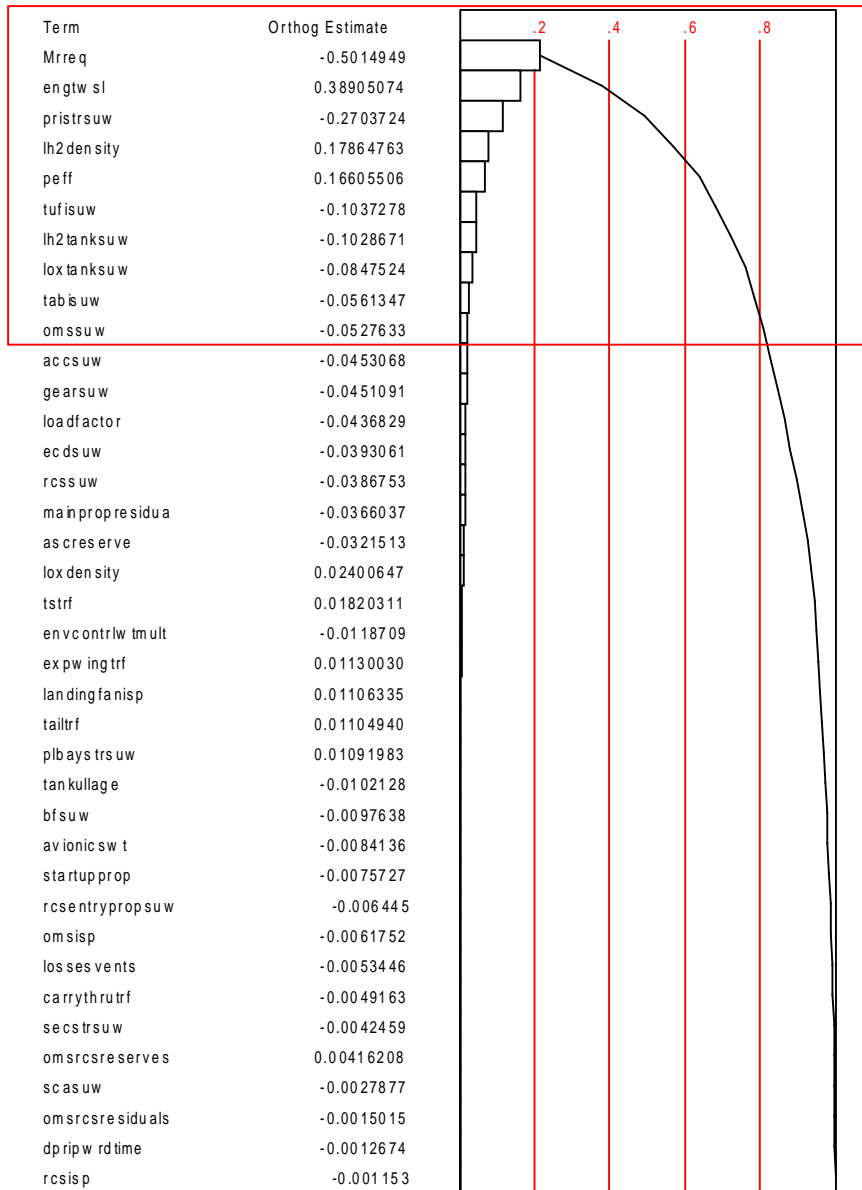 Term Orthog Estimate .2 .4 .6 .8
Mrreq -0.5014949
engtwsl 0.38905074
pristrsuw -0.2703724
lh2density 0.17864763
peff 0.16605506
tufisuw -0.1037278
lh2tanksuw -0.1028671
loxtanksuw -0.0847524
tabisuw -0.0561347
omssuw -0.0527633
accsuw -0.0453068
gearsuw -0.0451091
loadfactor -0.0436829
ecdsuw -0.0393061
rcssuw -0.0386753
mainpropresidua -0.0366037
ascreserve -0.0321513
loxdensity 0.02400647
tstrf 0.01820311
envcontrlwtmult -0.0118709
expwingtrf 0.01130030
landingfanisp 0.01106335
tailtrf 0.01104940
plbaystrsuw 0.01091983
tankullage -0.0102128
bfsuw -0.0097638
avionicswt -0.0084136
startupprop -0.0075727
rcsentrypropsuw -0.006445
omsisp -0.0061752
lossesvents -0.0053446
carrythrutrf -0.0049163
secstrsuw -0.0042459
omsrcsreserves 0.00416208
scasuw -0.0027877
omsrcsresiduals -0.0015015
dpripwrdtime -0.0012674
rcsisp -0.001153